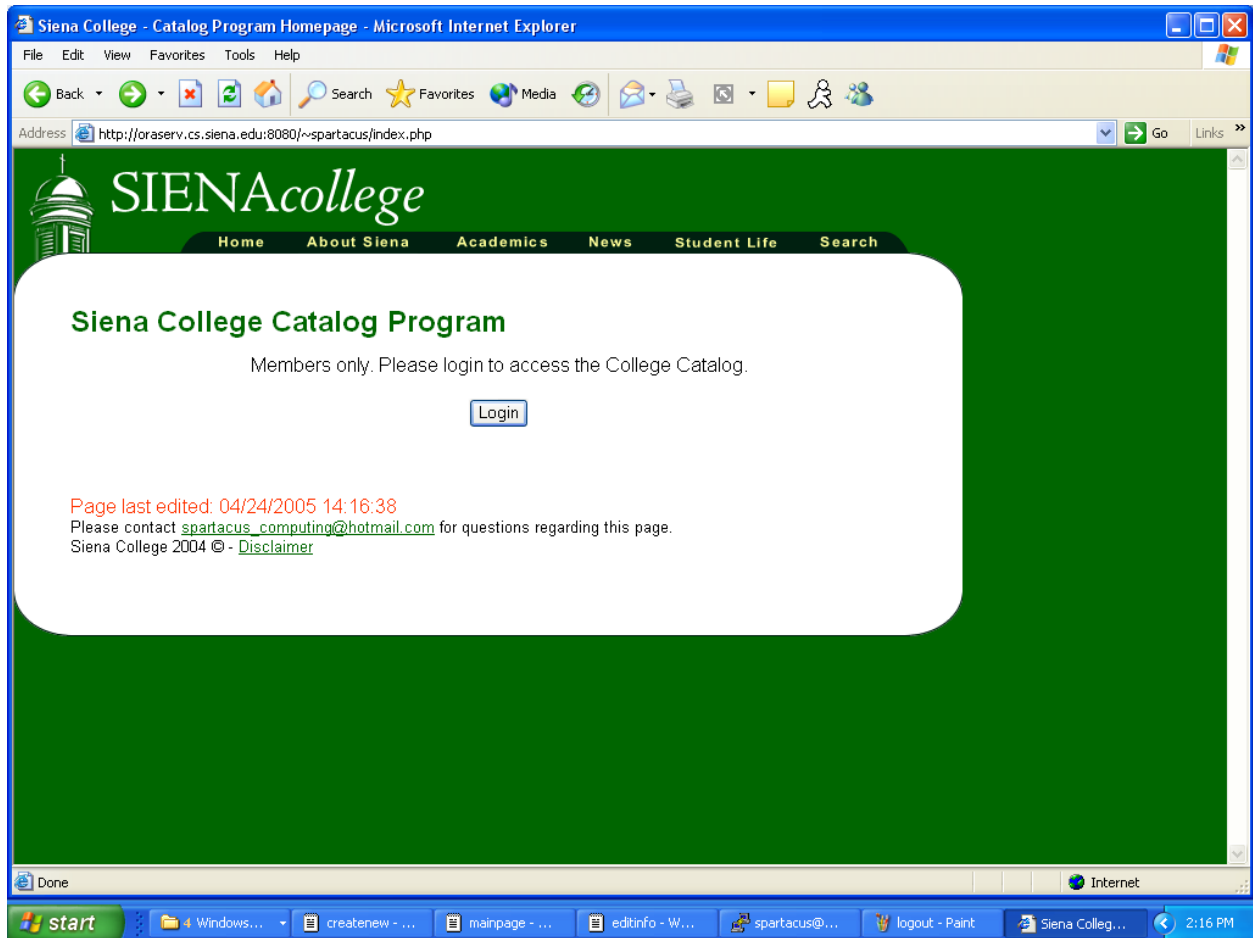 Siena College - Catalog Program Homepage - Microsoft Internet Explorer
File Edit View Favorites Tools Help
Back Search Favorites Media
Address http://oraserv.cs.siena.edu:8080/~spartacus/index.php Go Links »
SIENAcollege
Home About Siena Academics News Student Life Search
Siena College Catalog Program
Members only. Please login to access the College Catalog.
Login
Page last edited: 04/24/2005 14:16:38
Please contact spartacus_computing@hotmail.com for questions regarding this page.
Siena College 2004 © - Disclaimer
Done Internet
start 4 Windows... createnew - ... mainpage - ... editinfo - W... spartacus@... logout - Paint Siena Colleg... 2:16 PM